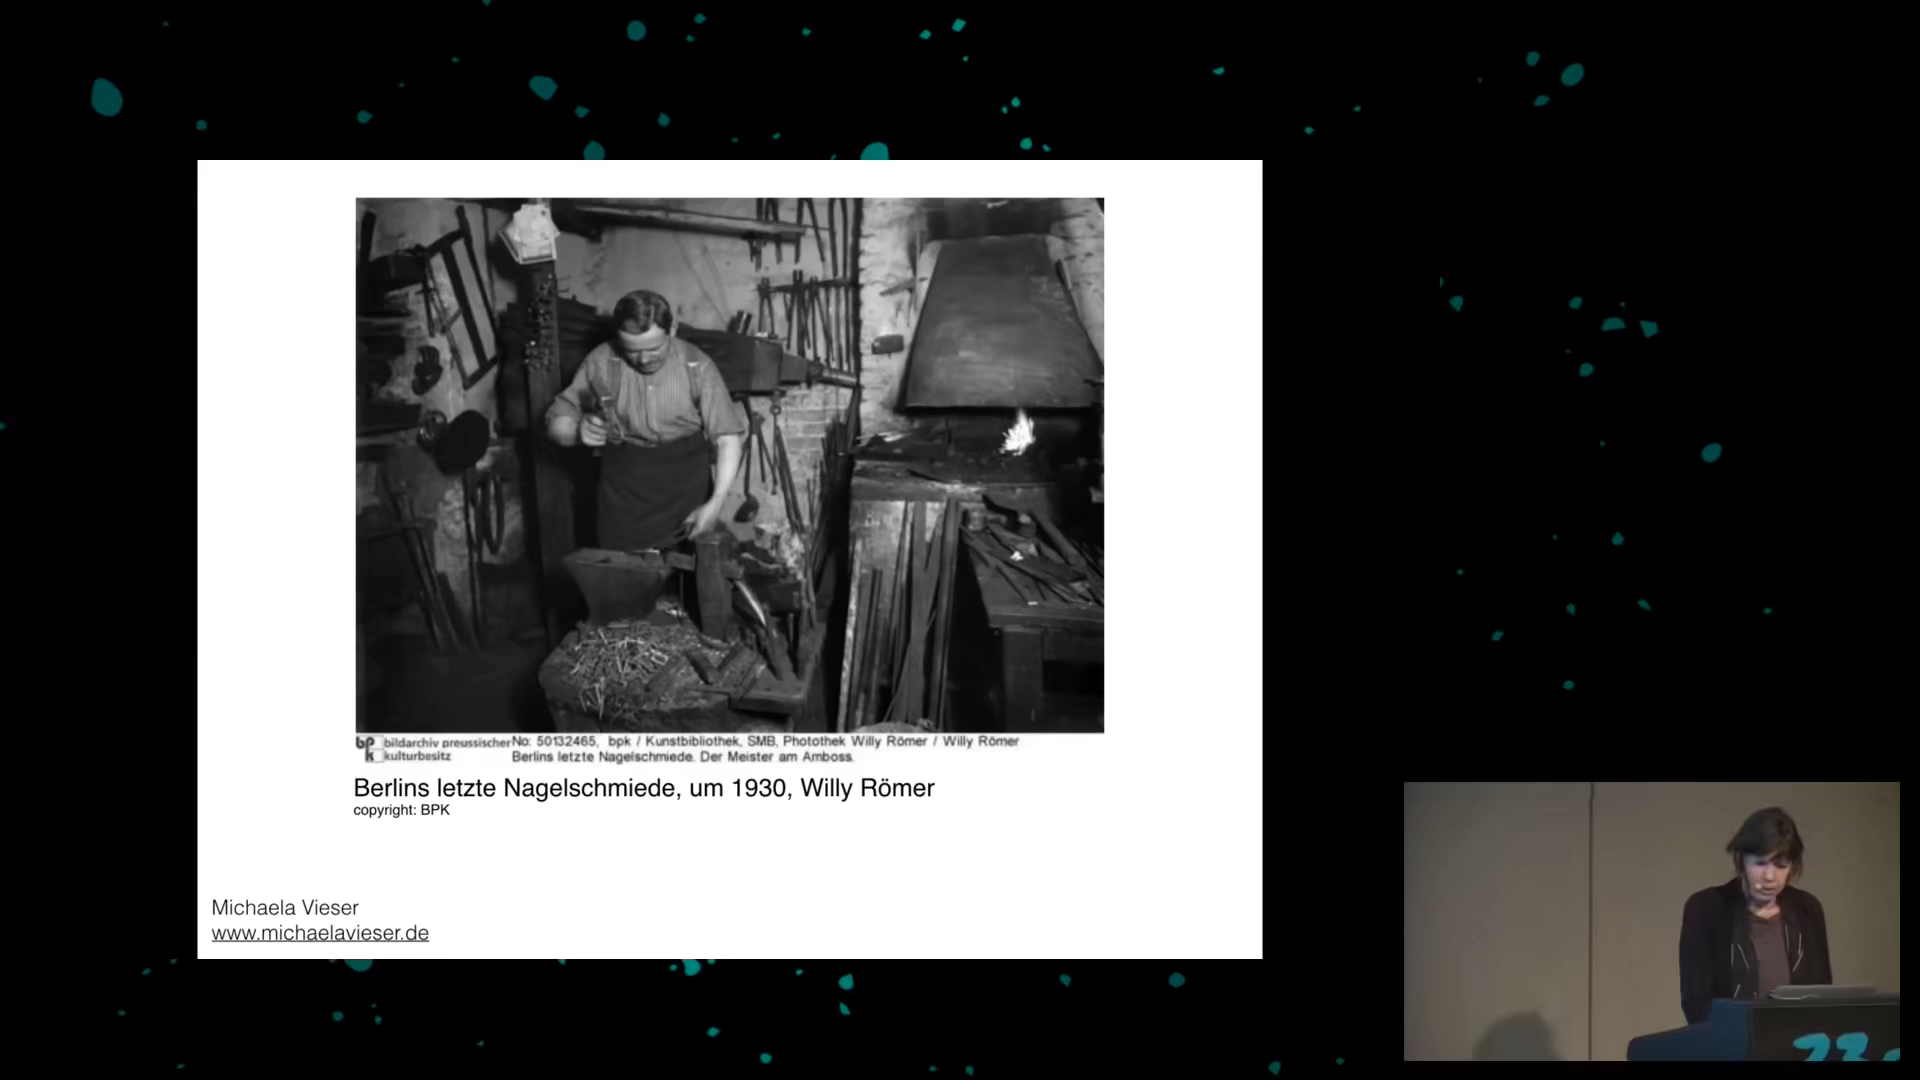 bpk bildarchiv preussischer kulturbesitz
No: 50132465, bpk / Kunstbibliothek, SMB, Photothek Willy Römer / Willy Römer
Berlins letzte Nagelschmiede. Der Meister am Amboss.
Berlins letzte Nagelschmiede, um 1930, Willy Römer
copyright: BPK
Michaela Vieser
www.michaelavieser.de